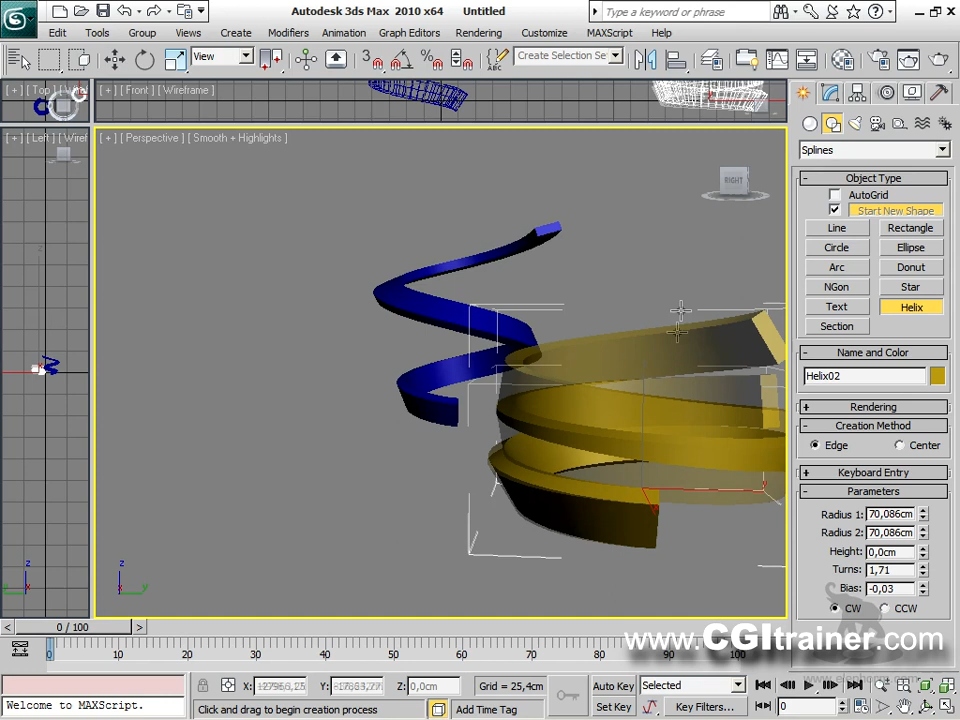 Autodesk 3ds Max 2010 x64 Untitled
Type a keyword or phrase
Edit Tools Group Views Create Modifiers Animation Graph Editors Rendering Customize MAXScript Help
View 3 ABC Create Selection Se
[ + ] [ Top ] [ + ] [ Front ] [ Wireframe ]
[ + ] [ Left ] [ Wiref [ + ] [ Perspective ] [ Smooth + Highlights ]
RIGHT
Splines
- Object Type
AutoGrid
Start New Shape
Line Rectangle
Circle Ellipse
Arc Donut
NGon Star
Text Helix
Section
- Name and Color
Helix02
+ Rendering
- Creation Method
Edge Center
+ Keyboard Entry
- Parameters
Radius 1: 70,086cm
Radius 2: 70,086cm
Height: 0,0cm
Turns: 1,71
Bias: -0,03
CW CCW
z y x
z y
< 0 / 100 >
0 10 20 30 40 50 60 70 80 90 100
www.CGItrainer.com
X: Y: Z: 0,0cm Grid = 25,4cm Auto Key Selected
Welcome to MAXScript. Click and drag to begin creation process Add Time Tag Set Key Key Filters... 0